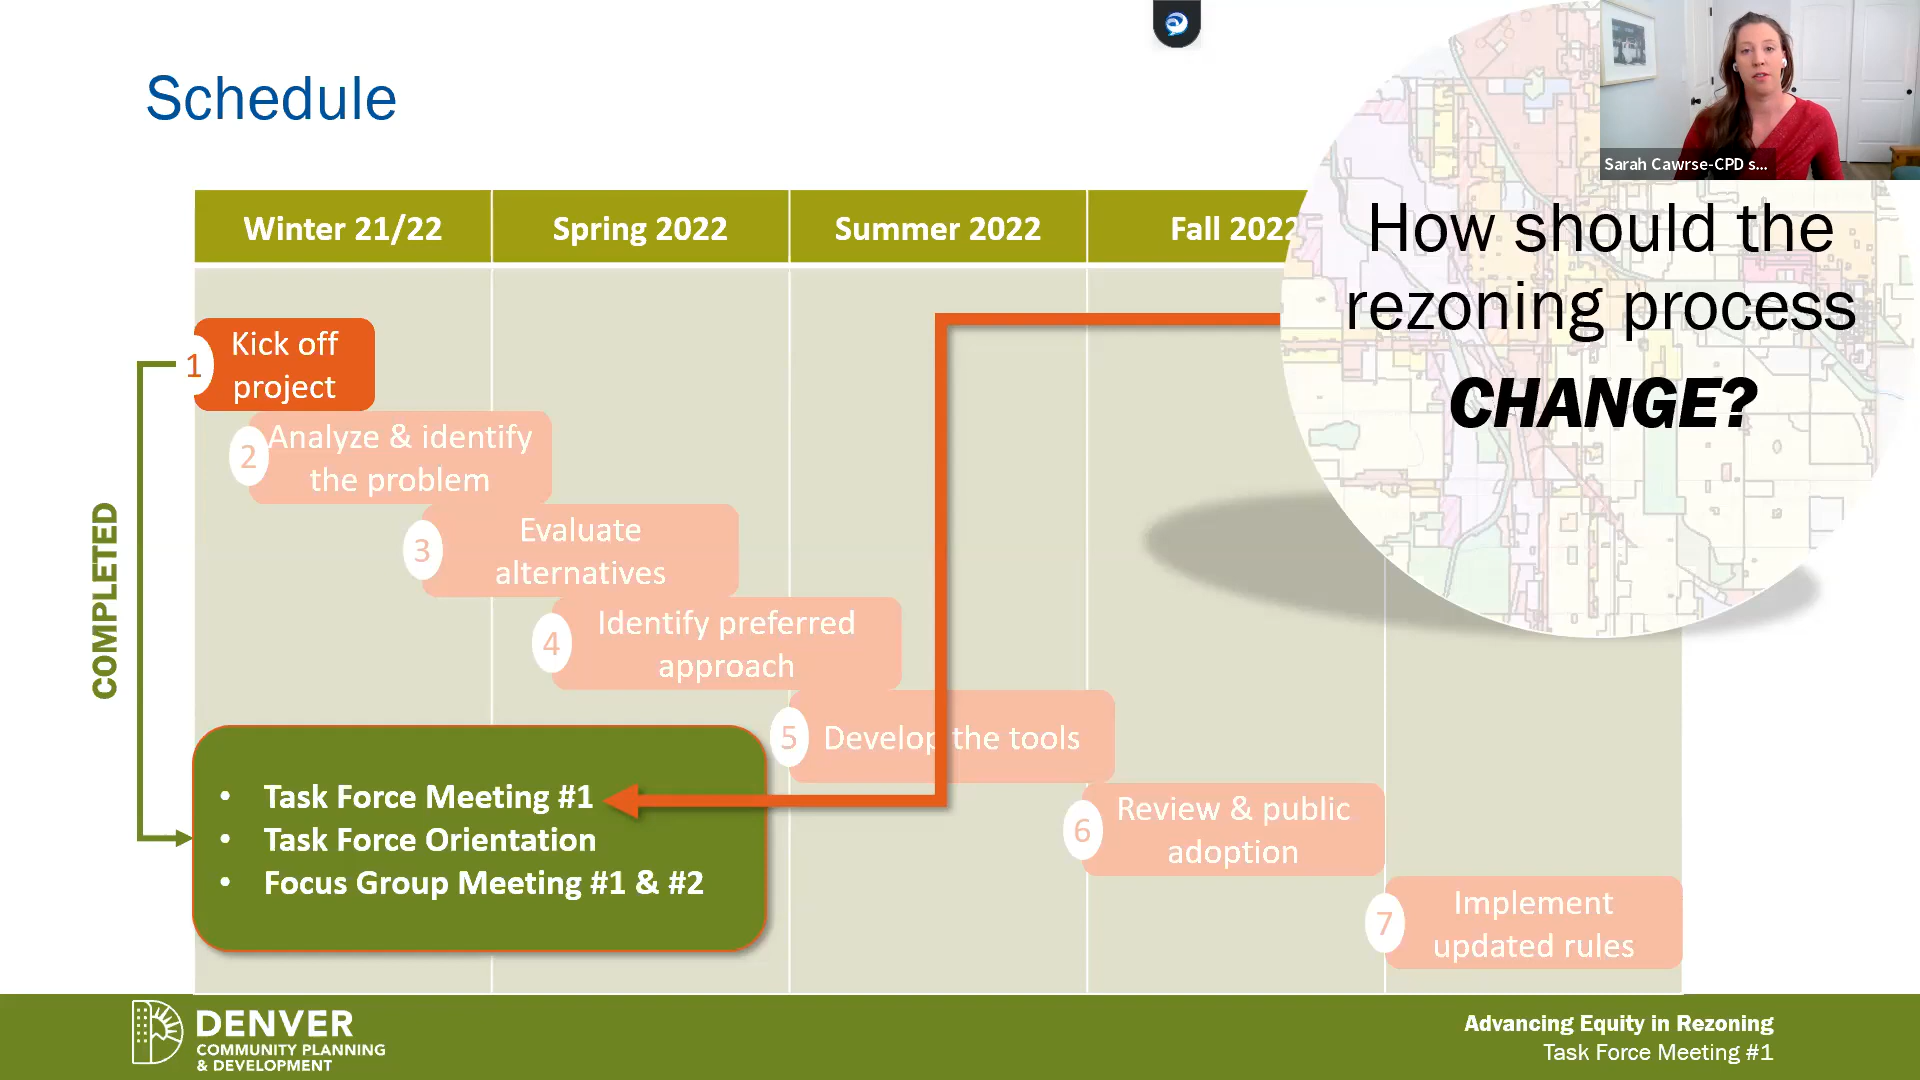 Schedule
Sarah Cawrse-CPD s...
Winter 21/22
Spring 2022
Summer 2022
Fall 2022
How should the
rezoning process
CHANGE?
COMPLETED
1
Kick off
project
2
Analyze & identify
the problem
3
Evaluate
alternatives
4
Identify preferred
approach
5
Develop the tools
6
Review & public
adoption
7
Implement
updated rules
• Task Force Meeting #1
• Task Force Orientation
• Focus Group Meeting #1 & #2
DENVER
COMMUNITY PLANNING
& DEVELOPMENT
Advancing Equity in Rezoning
Task Force Meeting #1